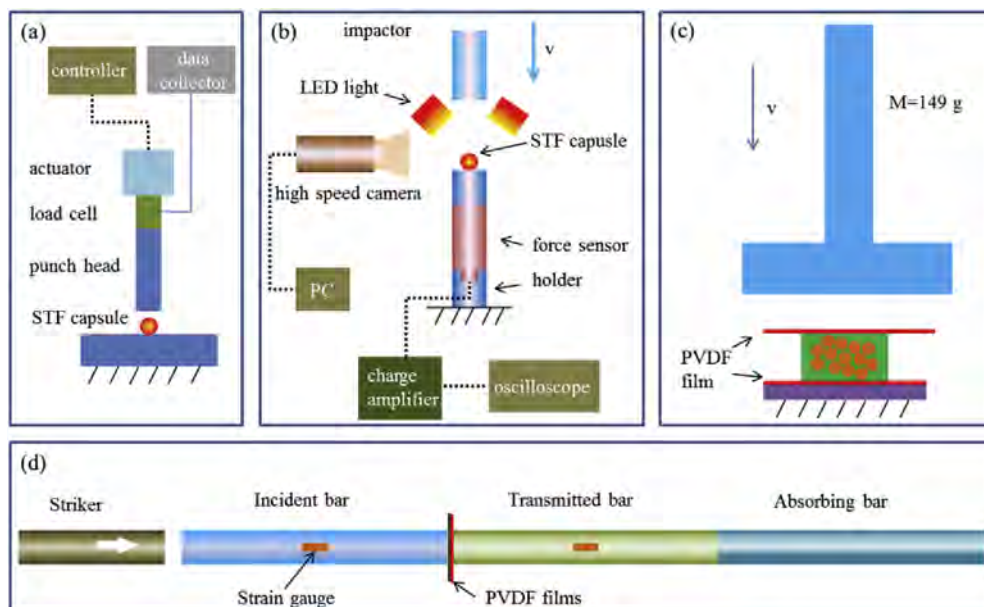 (a)
controller
data
collector
actuator
load cell
punch head
STF capsule
(b)
impactor
v
LED light
STF capusle
high speed camera
force sensor
holder
PC
charge
amplifier
oscilloscope
(c)
v
M=149 g
PVDF
film
(d)
Striker
Incident bar
Transmitted bar
Absorbing bar
Strain gauge
PVDF films